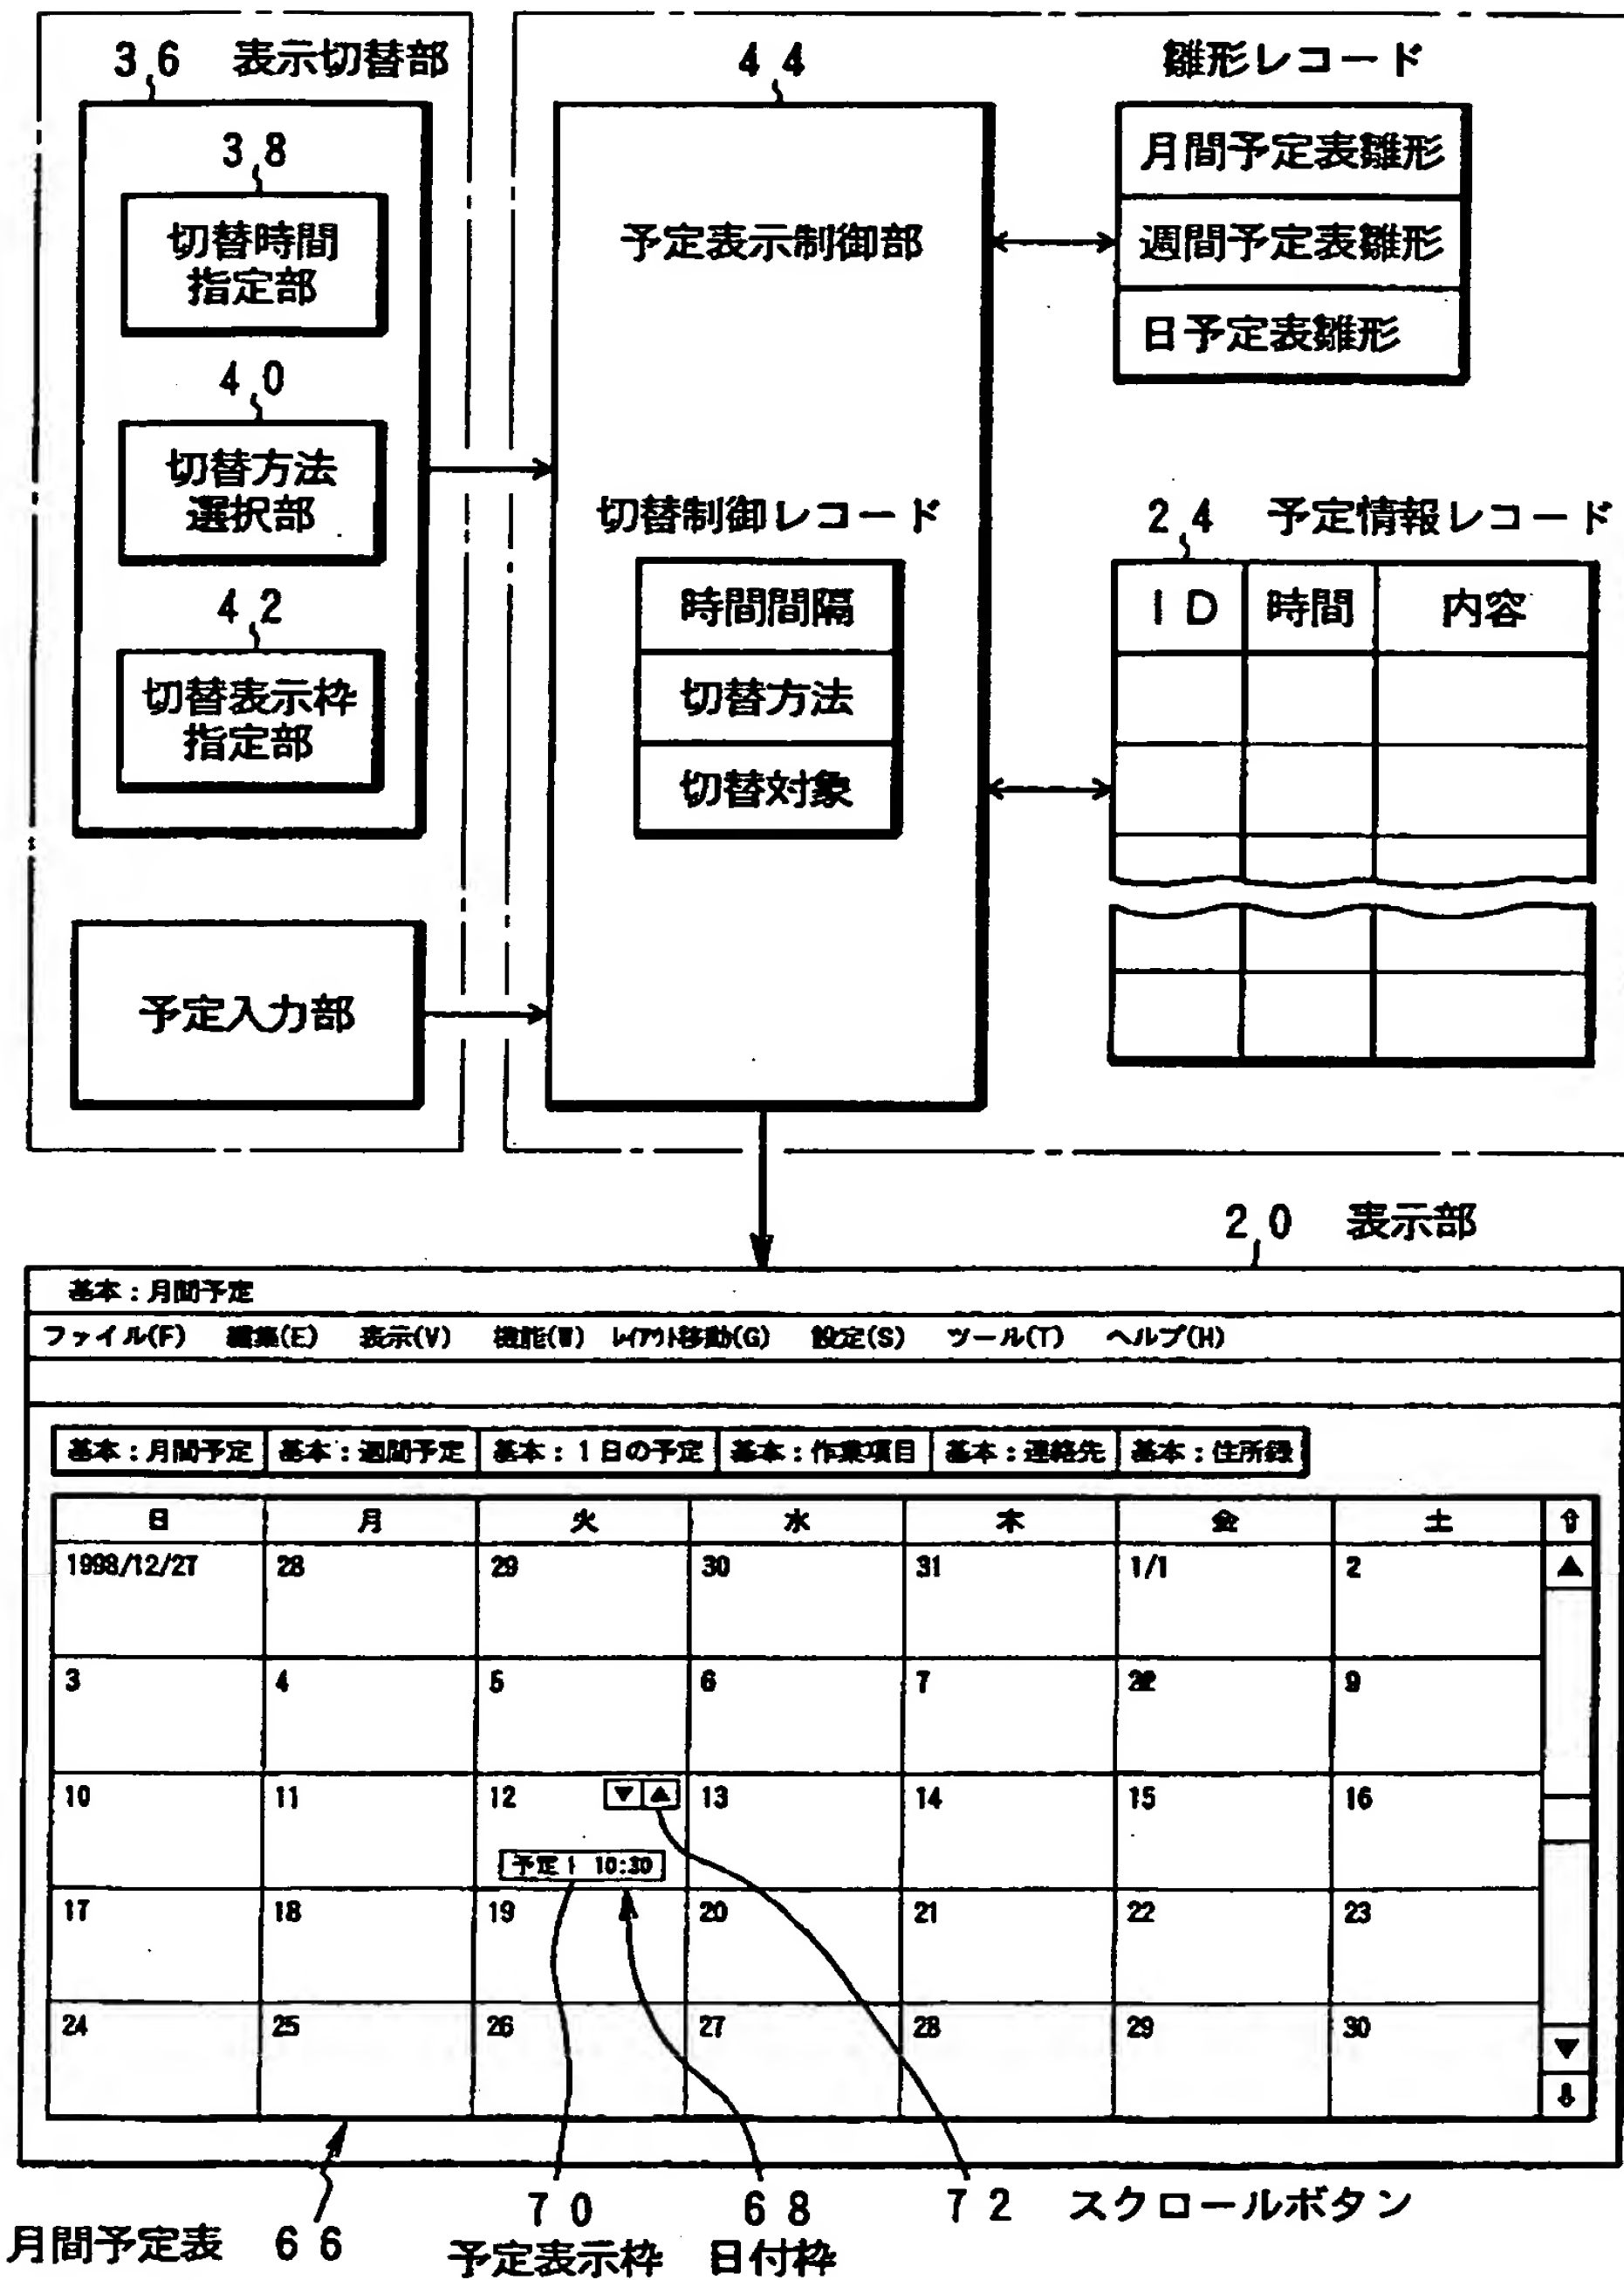 36 表示切替部
38
切替時間
指定部
40
切替方法
選択部
42
切替表示枠
指定部
予定入力部
44
予定表示制御部
切替制御レコード
時間間隔
切替方法
切替対象
雛形レコード
月間予定表雛形
週間予定表雛形
日予定表雛形
24 予定情報レコード
ID 時間 内容
20 表示部
基本：月間予定
ファイル(F) 編集(E) 表示(V) 機能(W) レイアウト移動(G) 設定(S) ツール(T) ヘルプ(H)
基本：月間予定 基本：週間予定 基本：1日の予定 基本：作業項目 基本：連絡先 基本：住所録
日 月 火 水 木 金 土 ⇧
1998/12/27 28 29 30 31 1/1 2 ▲
3 4 5 6 7 9
10 11 12 ▼ ▲ 13 14 15 16
予定1 10:30
17 18 19 20 21 22 23
24 25 26 27 28 29 30 ▼
⇩
月間予定表 66
70
予定表示枠
68
日付枠
72 スクロールボタン